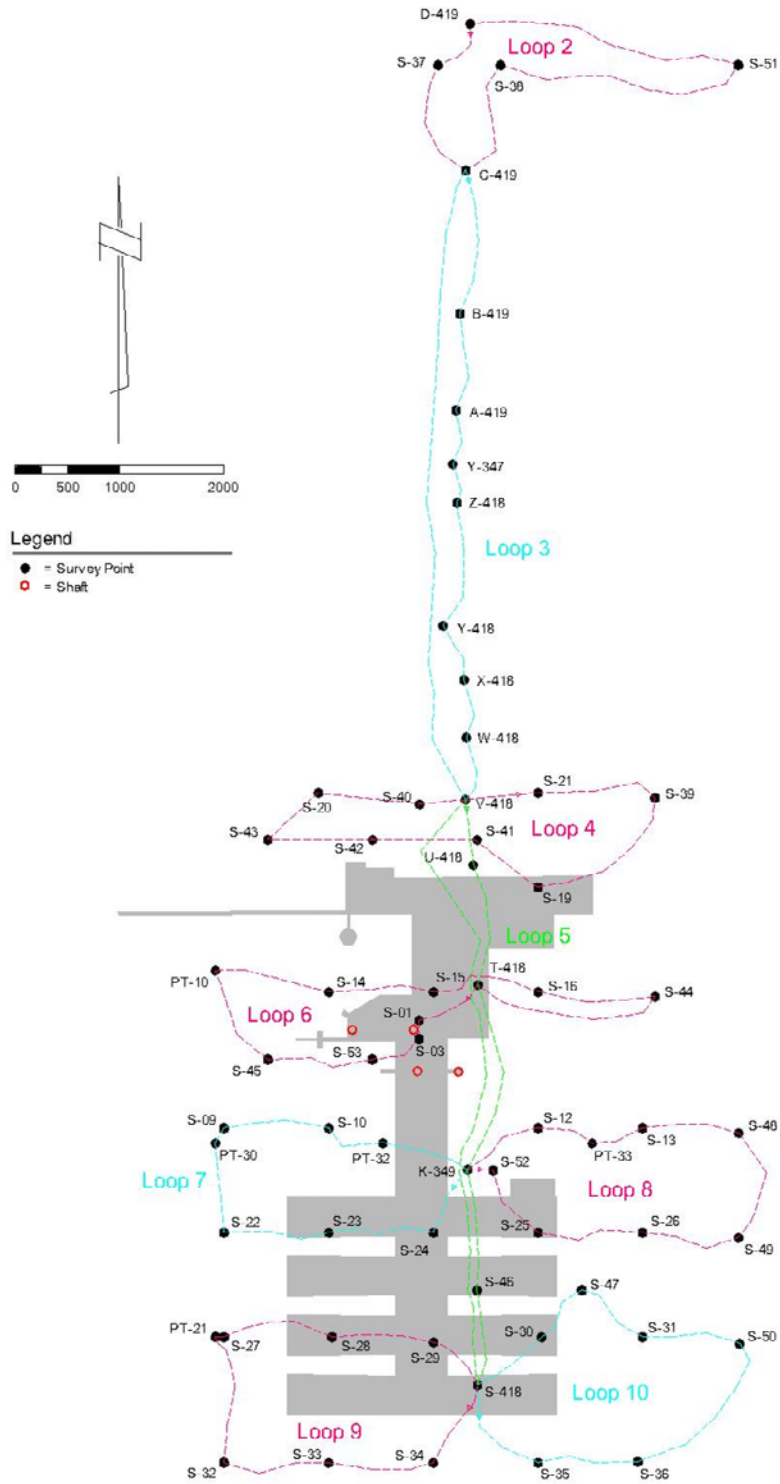 D-419
Loop 2
S-37
S-38
S-51
C-419
B-419
A-419
Y-347
Z-418
0 500 1000 2000
Legend
= Survey Point
= Shaft
Loop 3
Y-418
X-418
W-418
S-20
S-40
V-418
S-21
S-39
S-43
S-42
S-41
Loop 4
U-418
S-19
Loop 5
PT-10
S-14
S-15
T-418
S-16
S-44
Loop 6
S-01
S-45
S-53
S-03
S-09
S-10
S-12
S-13
S-48
PT-30
PT-32
PT-33
Loop 7
K-349
S-52
Loop 8
S-22
S-23
S-24
S-25
S-26
S-49
S-46
S-47
PT-21
S-27
S-28
S-29
S-30
S-31
S-50
S-418
Loop 9
Loop 10
S-32
S-33
S-34
S-35
S-36